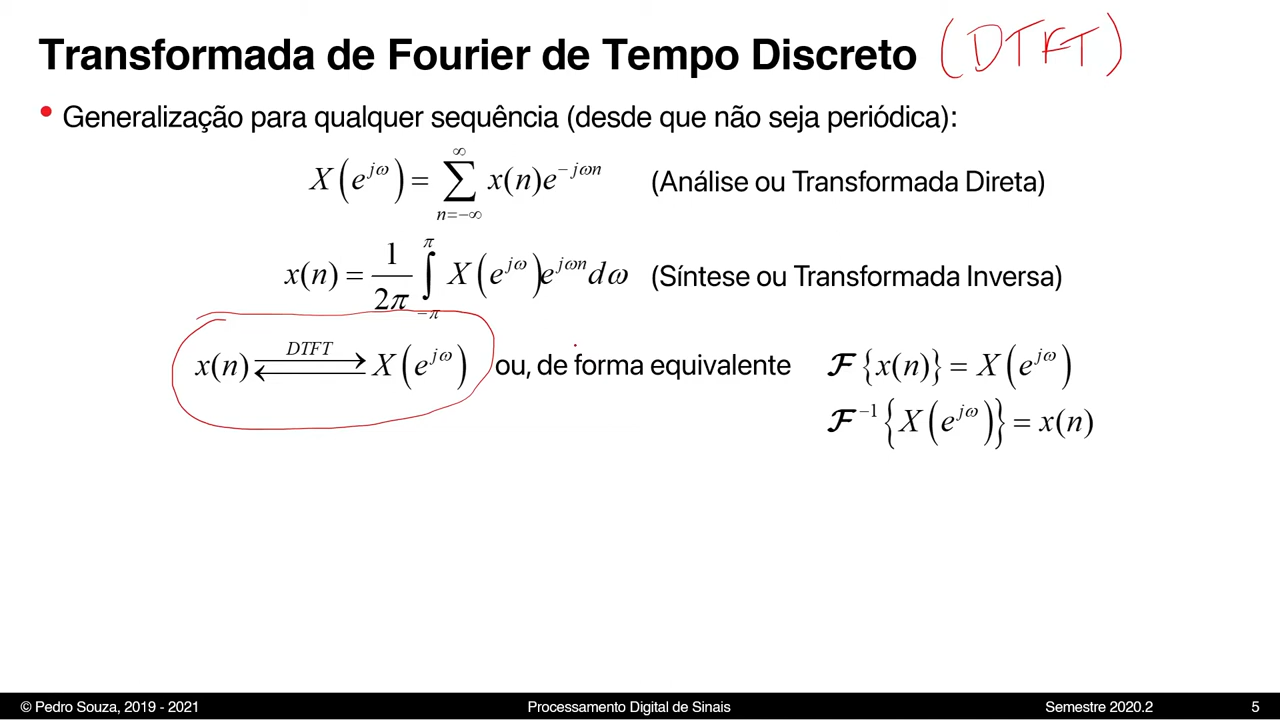 Transformada de Fourier de Tempo Discreto (DTFT)
• Generalização para qualquer sequência (desde que não seja periódica):
X(e^{jω}) = ∑_{n=−∞}^{∞} x(n)e^{−jωn} (Análise ou Transformada Direta)
x(n) = \frac{1}{2π} ∫_{−π}^{π} X(e^{jω})e^{jωn}dω (Síntese ou Transformada Inversa)
x(n) \xrightleftharpoons{DTFT} X(e^{jω}) ou, de forma equivalente 𝓕{x(n)} = X(e^{jω})
𝓕^{−1}{X(e^{jω})} = x(n)
© Pedro Souza, 2019 - 2021 Processamento Digital de Sinais Semestre 2020.2 5